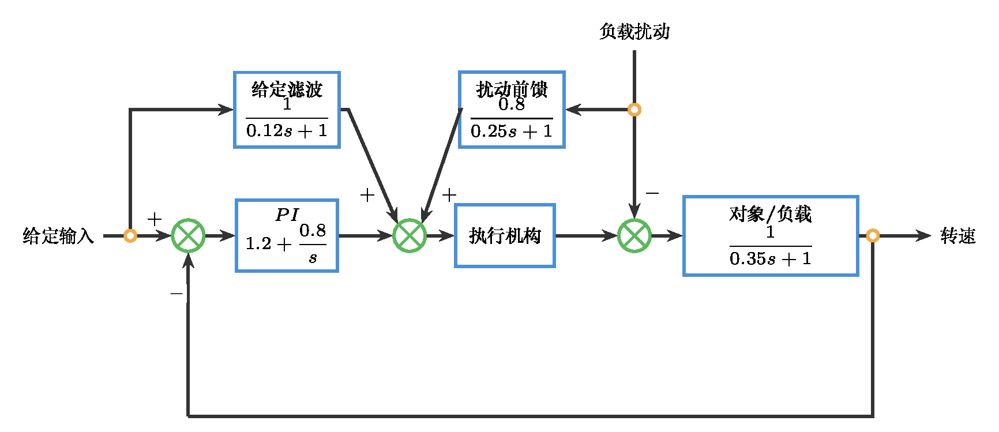 负载扰动
给定滤波
1
0.12s + 1
扰动前馈
0.8
0.25s + 1
+
+
−
给定输入
+
PI
1.2 + 0.8
s
执行机构
对象/负载
1
0.35s + 1
转速
−